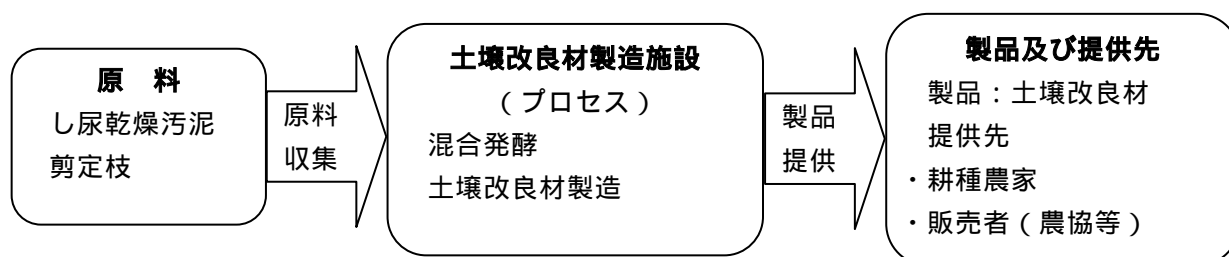 原　料
し尿乾燥汚泥
剪定枝
原料
収集
土壌改良材製造施設
（プロセス）
混合発酵
土壌改良材製造
製品
提供
製品及び提供先
製品：土壌改良材
提供先
・耕種農家
・販売者（農協等）